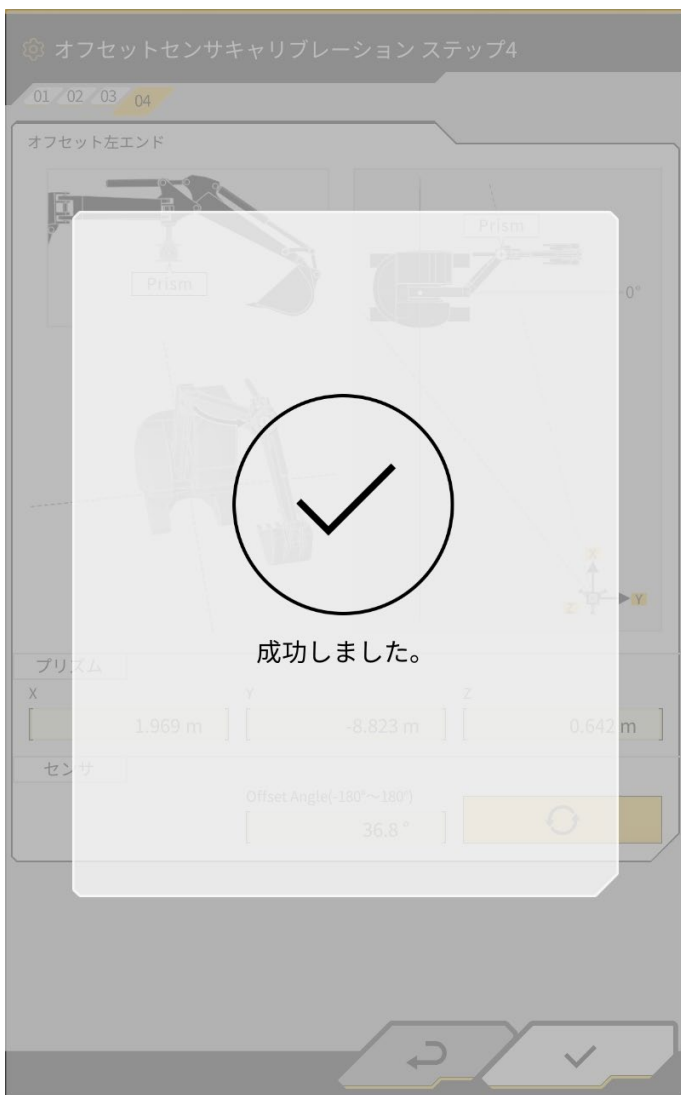 オフセットセンサキャリブレーション ステップ4
01 02 03 04
オフセット左エンド
Prism
Prism
0°
X
Z
Y
成功しました。
プリズム
X Y Z
1.969 m -8.823 m 0.642 m
センサ
Offset Angle(-180°～180°)
36.8 °